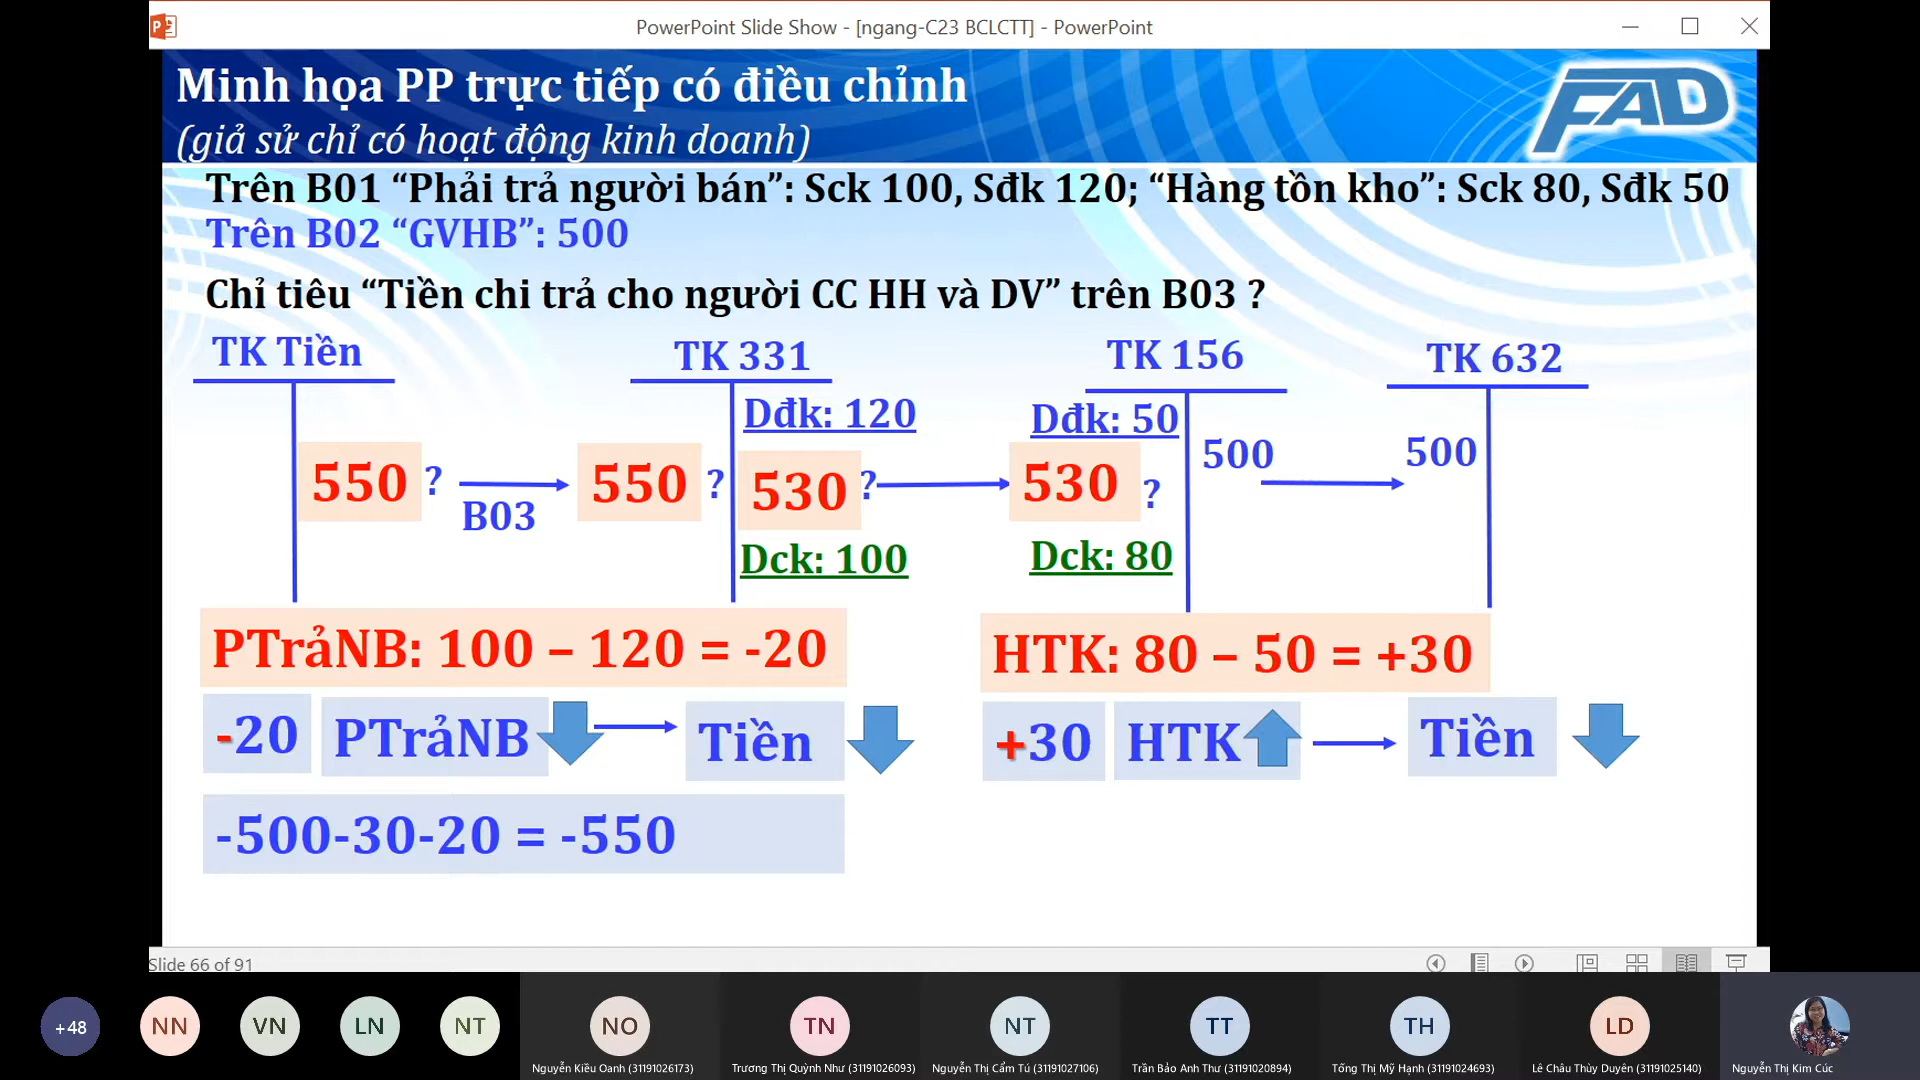 PowerPoint Slide Show - [ngang-C23 BCLCTT] - PowerPoint
Minh họa PP trực tiếp có điều chỉnh
(giả sử chỉ có hoạt động kinh doanh)
FAD
Trên B01 “Phải trả người bán”: Sck 100, Sđk 120; “Hàng tồn kho”: Sck 80, Sđk 50
Trên B02 “GVHB”: 500
Chỉ tiêu “Tiền chi trả cho người CC HH và DV” trên B03 ?
TK Tiền
TK 331
TK 156
TK 632
Dđk: 120
Dđk: 50
550 ?
B03
550 ?
530 ?
530 ?
500
500
Dck: 100
Dck: 80
PTrảNB: 100 – 120 = -20
HTK: 80 – 50 = +30
-20 PTrảNB Tiền
+30 HTK Tiền
-500-30-20 = -550
Slide 66 of 91
+48
NN
VN
LN
NT
NO
TN
NT
TT
TH
LD
Nguyễn Kiều Oanh (31191026173)
Trương Thị Quỳnh Như (31191026093)
Nguyễn Thị Cẩm Tú (31191027106)
Trần Bảo Anh Thư (31191020894)
Tống Thị Mỹ Hạnh (31191024693)
Lê Châu Thùy Duyên (31191025140)
Nguyễn Thị Kim Cúc